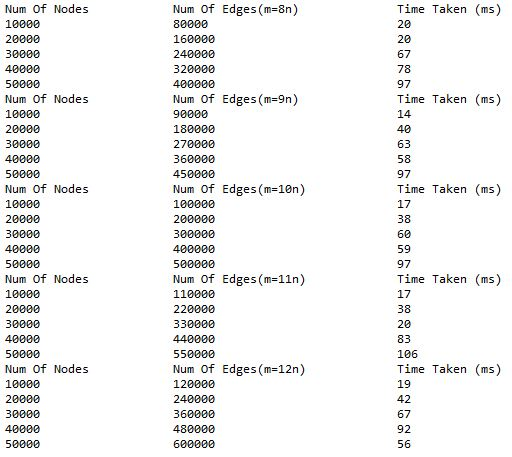 Num Of Nodes Num Of Edges(m=8n) Time Taken (ms)
10000 80000 20
20000 160000 20
30000 240000 67
40000 320000 78
50000 400000 97
Num Of Nodes Num Of Edges(m=9n) Time Taken (ms)
10000 90000 14
20000 180000 40
30000 270000 63
40000 360000 58
50000 450000 97
Num Of Nodes Num Of Edges(m=10n) Time Taken (ms)
10000 100000 17
20000 200000 38
30000 300000 60
40000 400000 59
50000 500000 97
Num Of Nodes Num Of Edges(m=11n) Time Taken (ms)
10000 110000 17
20000 220000 38
30000 330000 20
40000 440000 83
50000 550000 106
Num Of Nodes Num Of Edges(m=12n) Time Taken (ms)
10000 120000 19
20000 240000 42
30000 360000 67
40000 480000 92
50000 600000 56